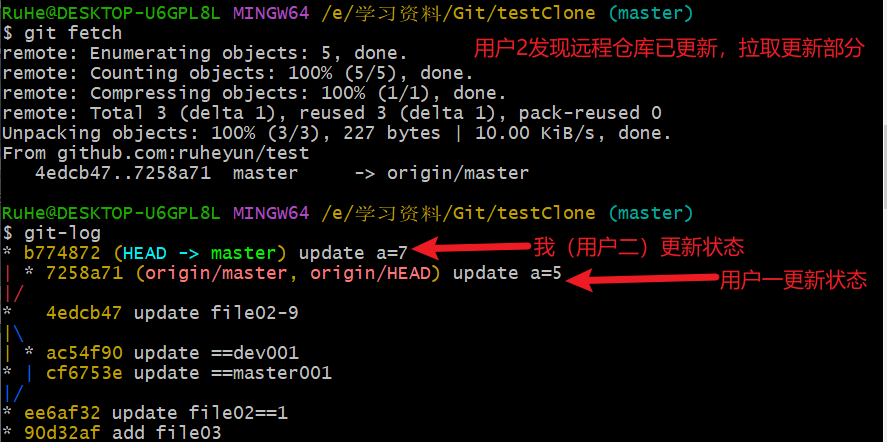 RuHe@DESKTOP-U6GPL8L MINGW64 /e/学习资料/Git/testClone (master)
$ git fetch
remote: Enumerating objects: 5, done.
用户2发现远程仓库已更新，拉取更新部分
remote: Counting objects: 100% (5/5), done.
remote: Compressing objects: 100% (1/1), done.
remote: Total 3 (delta 1), reused 3 (delta 1), pack-reused 0
Unpacking objects: 100% (3/3), 227 bytes | 10.00 KiB/s, done.
From github.com:ruheyun/test
   4edcb47..7258a71  master     -> origin/master
RuHe@DESKTOP-U6GPL8L MINGW64 /e/学习资料/Git/testClone (master)
$ git-log
* b774872 (HEAD -> master) update a=7 我（用户二）更新状态
| * 7258a71 (origin/master, origin/HEAD) update a=5 用户一更新状态
|/
*   4edcb47 update file02-9
|\
| * ac54f90 update ==dev001
* | cf6753e update ==master001
|/
* ee6af32 update file02==1
* 90d32af add file03